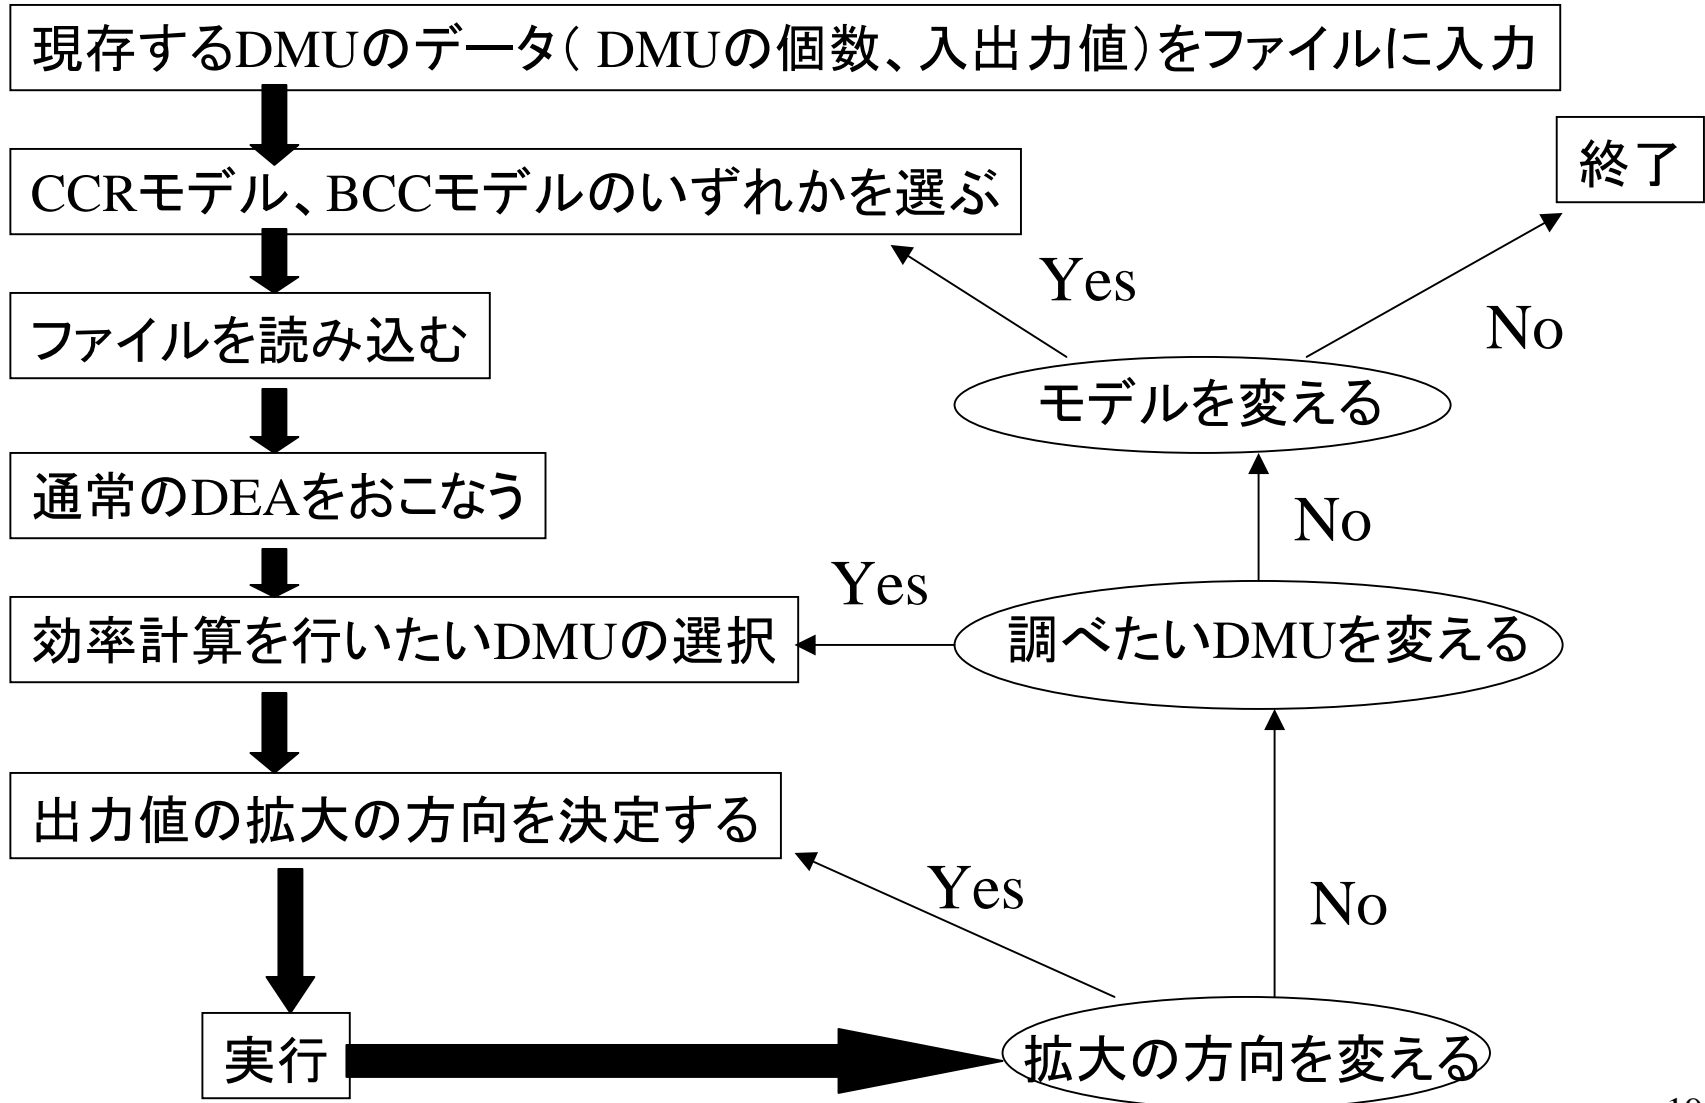 現存するDMUのデータ( DMUの個数、入出力値)をファイルに入力
終了
CCRモデル、BCCモデルのいずれかを選ぶ
Yes
No
ファイルを読み込む
モデルを変える
通常のDEAをおこなう
No
Yes
効率計算を行いたいDMUの選択
調べたいDMUを変える
出力値の拡大の方向を決定する
Yes
No
実行
拡大の方向を変える